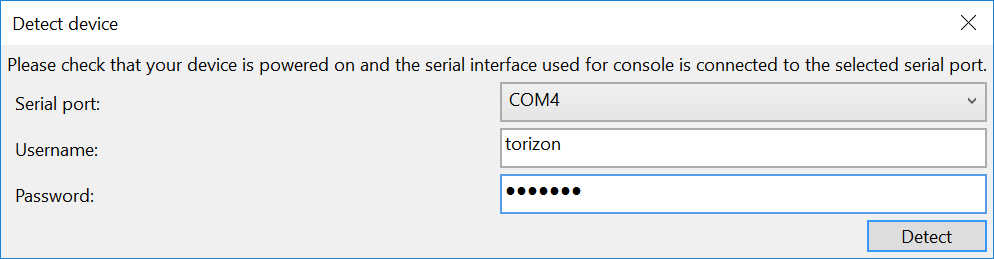 Detect device
Please check that your device is powered on and the serial interface used for console is connected to the selected serial port.
Serial port: COM4
Username: torizon
Password: •••••••
Detect